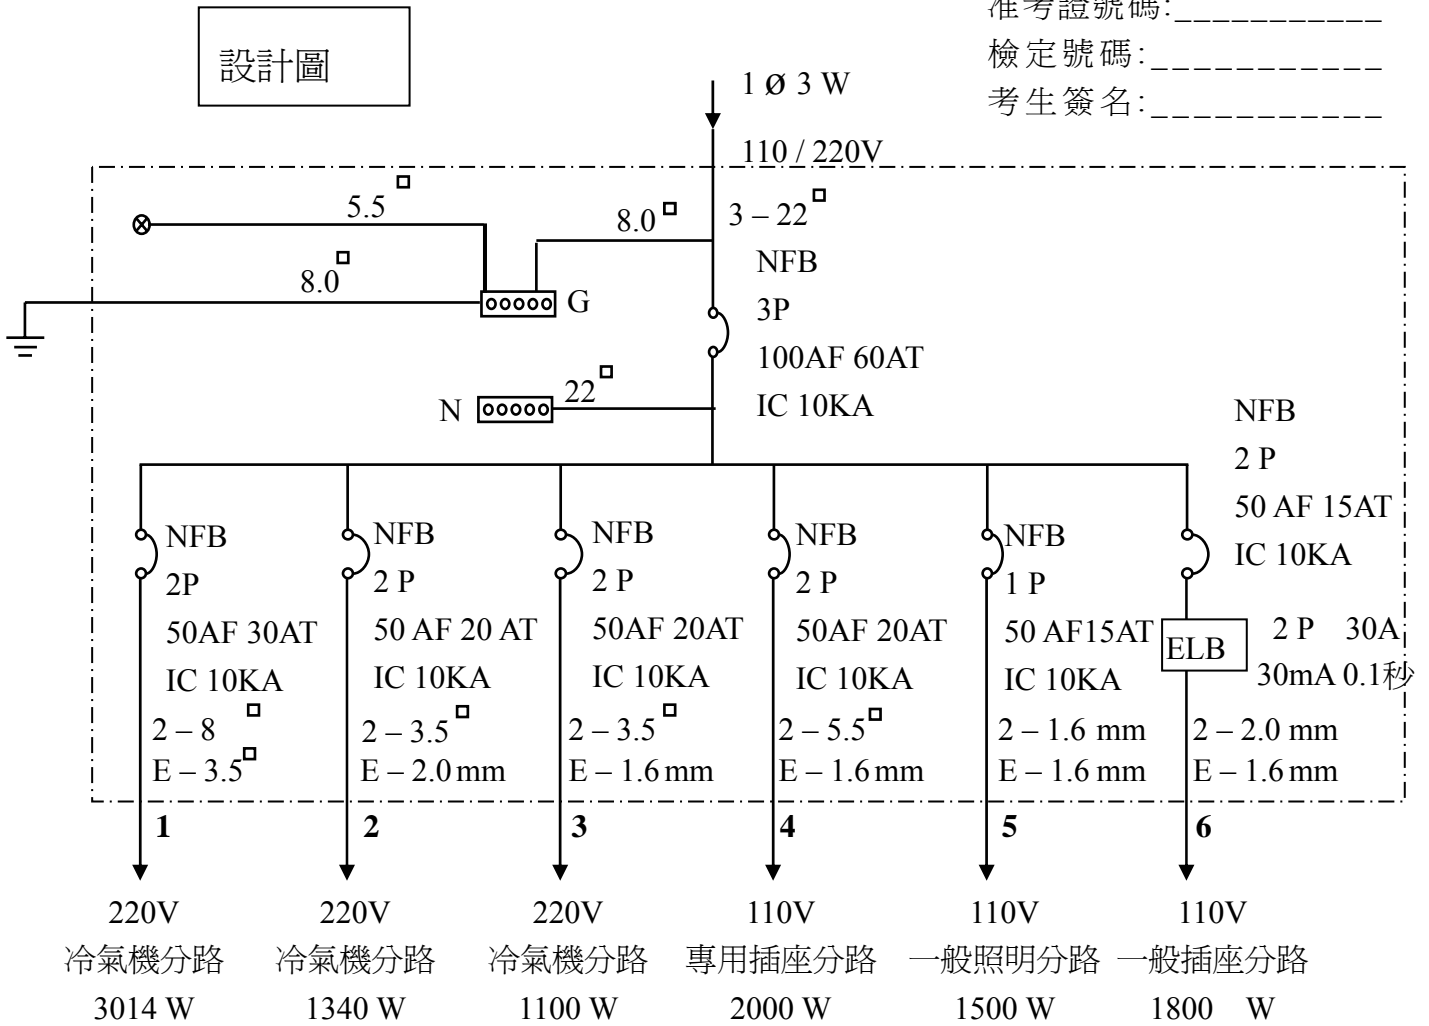 准考證號碼:___________
檢定號碼:____________
考生簽名:____________
設計圖
1 Ø 3 W
110 / 220V
5.5□
8.0□
3 – 22□
8.0□
G
NFB
3P
100AF 60AT
IC 10KA
N
22□
NFB
2P
50AF 30AT
IC 10KA
2 – 8 □
E – 3.5□
NFB
2 P
50 AF 20 AT
IC 10KA
2 – 3.5□
E – 2.0 mm
NFB
2 P
50AF 20AT
IC 10KA
2 – 3.5□
E – 1.6 mm
NFB
2 P
50AF 20AT
IC 10KA
2 – 5.5□
E – 1.6 mm
NFB
1 P
50 AF15AT
IC 10KA
2 – 1.6 mm
E – 1.6 mm
NFB
2 P
50 AF 15AT
IC 10KA
ELB
2 P 30A
30mA 0.1秒
2 – 2.0 mm
E – 1.6 mm
1
2
3
4
5
6
220V
冷氣機分路
3014 W
220V
冷氣機分路
1340 W
220V
冷氣機分路
1100 W
110V
專用插座分路
2000 W
110V
一般照明分路
1500 W
110V
一般插座分路
1800 W